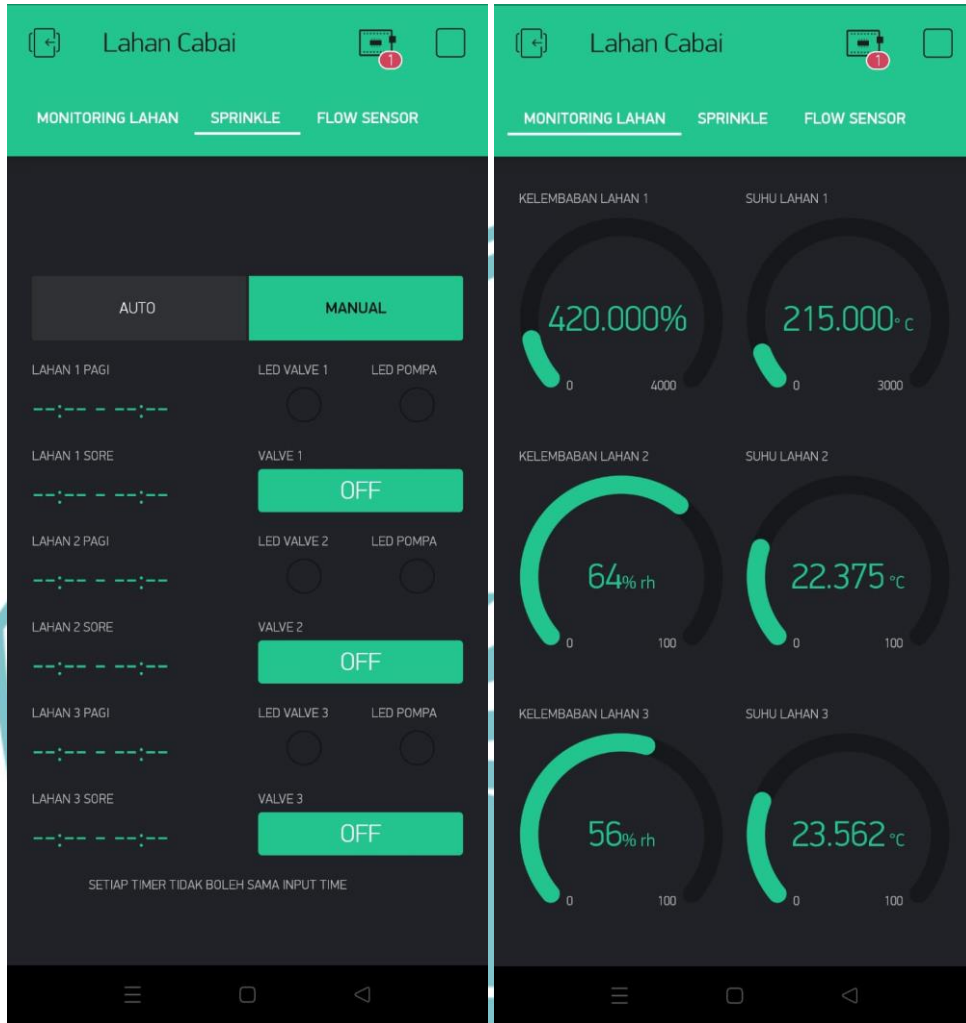 Lahan Cabai
1
MONITORING LAHAN SPRINKLE FLOW SENSOR
AUTO MANUAL
LAHAN 1 PAGI LED VALVE 1 LED POMPA
--:-- - --:--
LAHAN 1 SORE VALVE 1
--:-- - --:-- OFF
LAHAN 2 PAGI LED VALVE 2 LED POMPA
--:-- - --:--
LAHAN 2 SORE VALVE 2
--:-- - --:-- OFF
LAHAN 3 PAGI LED VALVE 3 LED POMPA
--:-- - --:--
LAHAN 3 SORE VALVE 3
--:-- - --:-- OFF
SETIAP TIMER TIDAK BOLEH SAMA INPUT TIME
Lahan Cabai
1
MONITORING LAHAN SPRINKLE FLOW SENSOR
KELEMBABAN LAHAN 1 SUHU LAHAN 1
420.000% 215.000° C
0 4000 0 3000
KELEMBABAN LAHAN 2 SUHU LAHAN 2
64% rh 22.375 °C
0 100 0 100
KELEMBABAN LAHAN 3 SUHU LAHAN 3
56% rh 23.562 °C
0 100 0 100